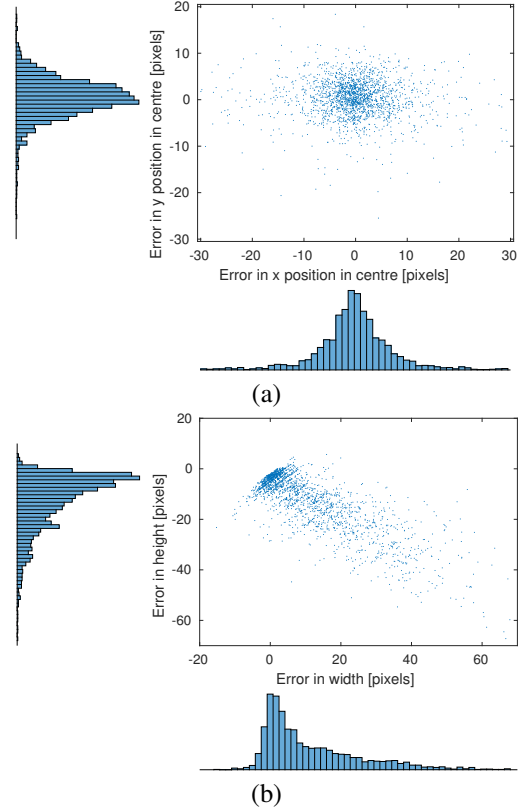 20
10
0
-10
-20
-30
Error in y position in centre [pixels]
-30 -20 -10 0 10 20 30
Error in x position in centre [pixels]
(a)
20
0
-20
-40
-60
Error in height [pixels]
-20 0 20 40 60
Error in width [pixels]
(b)